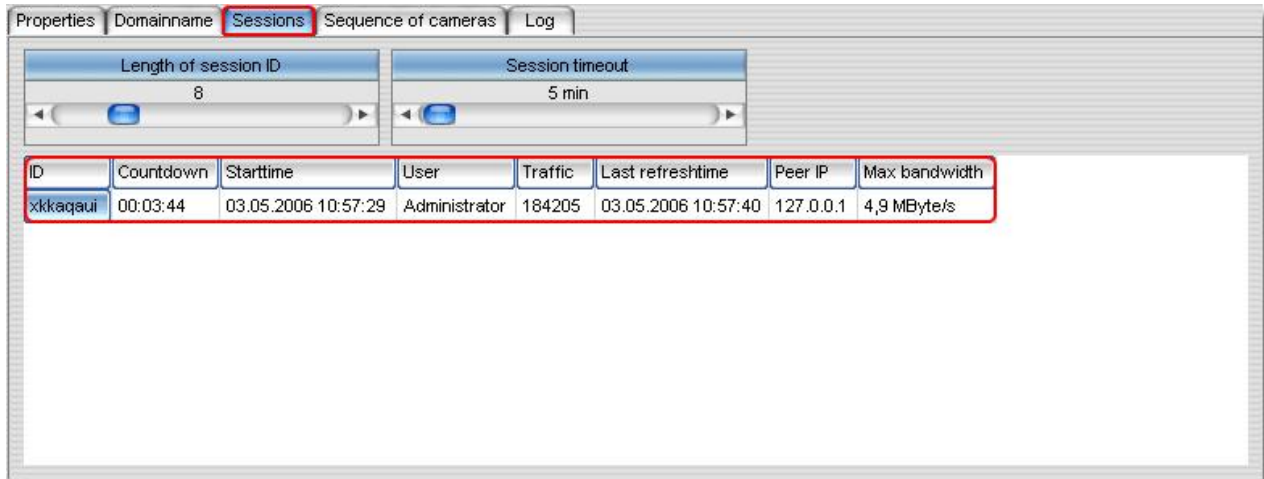 Properties Domainname Sessions Sequence of cameras Log
Length of session ID Session timeout
8 5 min
ID Countdown Starttime User Traffic Last refreshtime Peer IP Max bandwidth
xkkaqaui 00:03:44 03.05.2006 10:57:29 Administrator 184205 03.05.2006 10:57:40 127.0.0.1 4,9 MByte/s